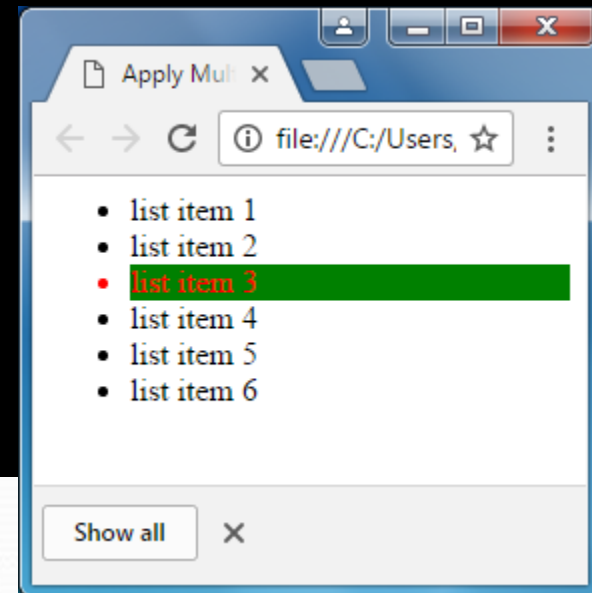 Apply Mul
file:///C:/Users,
• list item 1
• list item 2
• list item 3
• list item 4
• list item 5
• list item 6
Show all